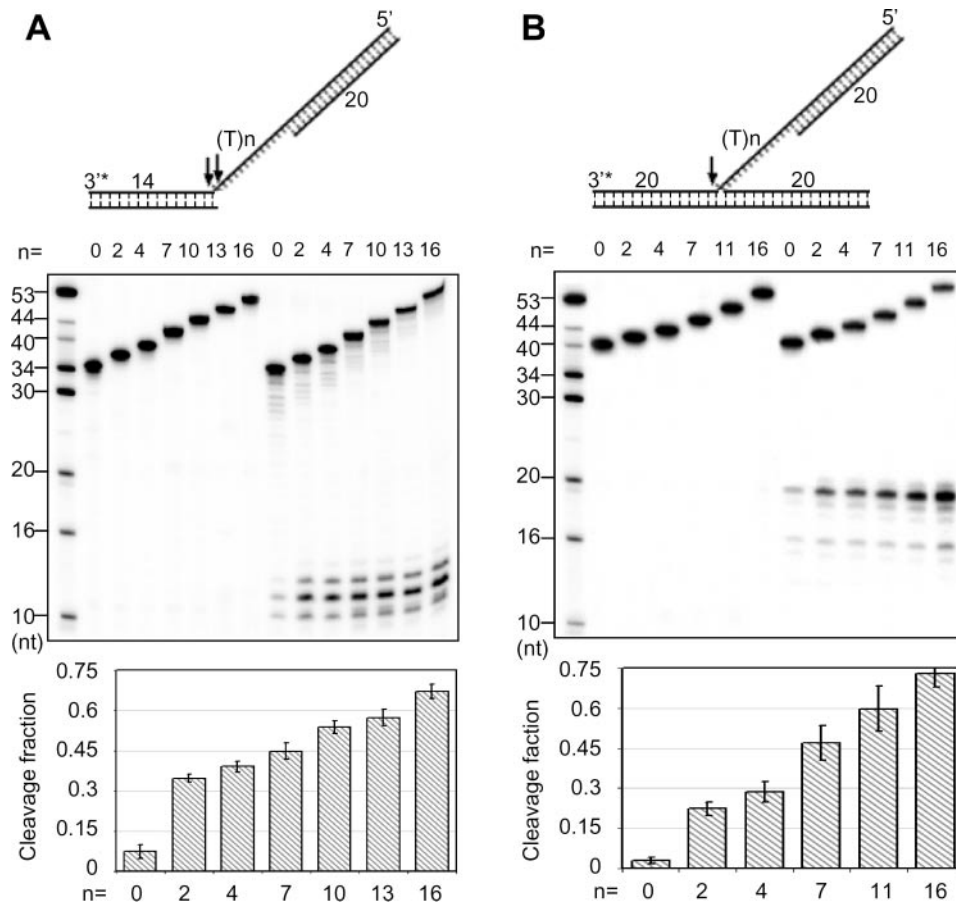 A
5'
20
(T)n
3'* 14
n= 0 2 4 7 10 13 16 0 2 4 7 10 13 16
53
44
40
34
30
20
16
10
(nt)
Cleavage fraction
0.75
0.6
0.45
0.3
0.15
0
n= 0 2 4 7 10 13 16
B
5'
20
(T)n
3'* 20 20
n= 0 2 4 7 11 16 0 2 4 7 11 16
53
44
40
34
30
20
16
10
(nt)
Cleavage faction
0.75
0.6
0.45
0.3
0.15
0
n= 0 2 4 7 11 16